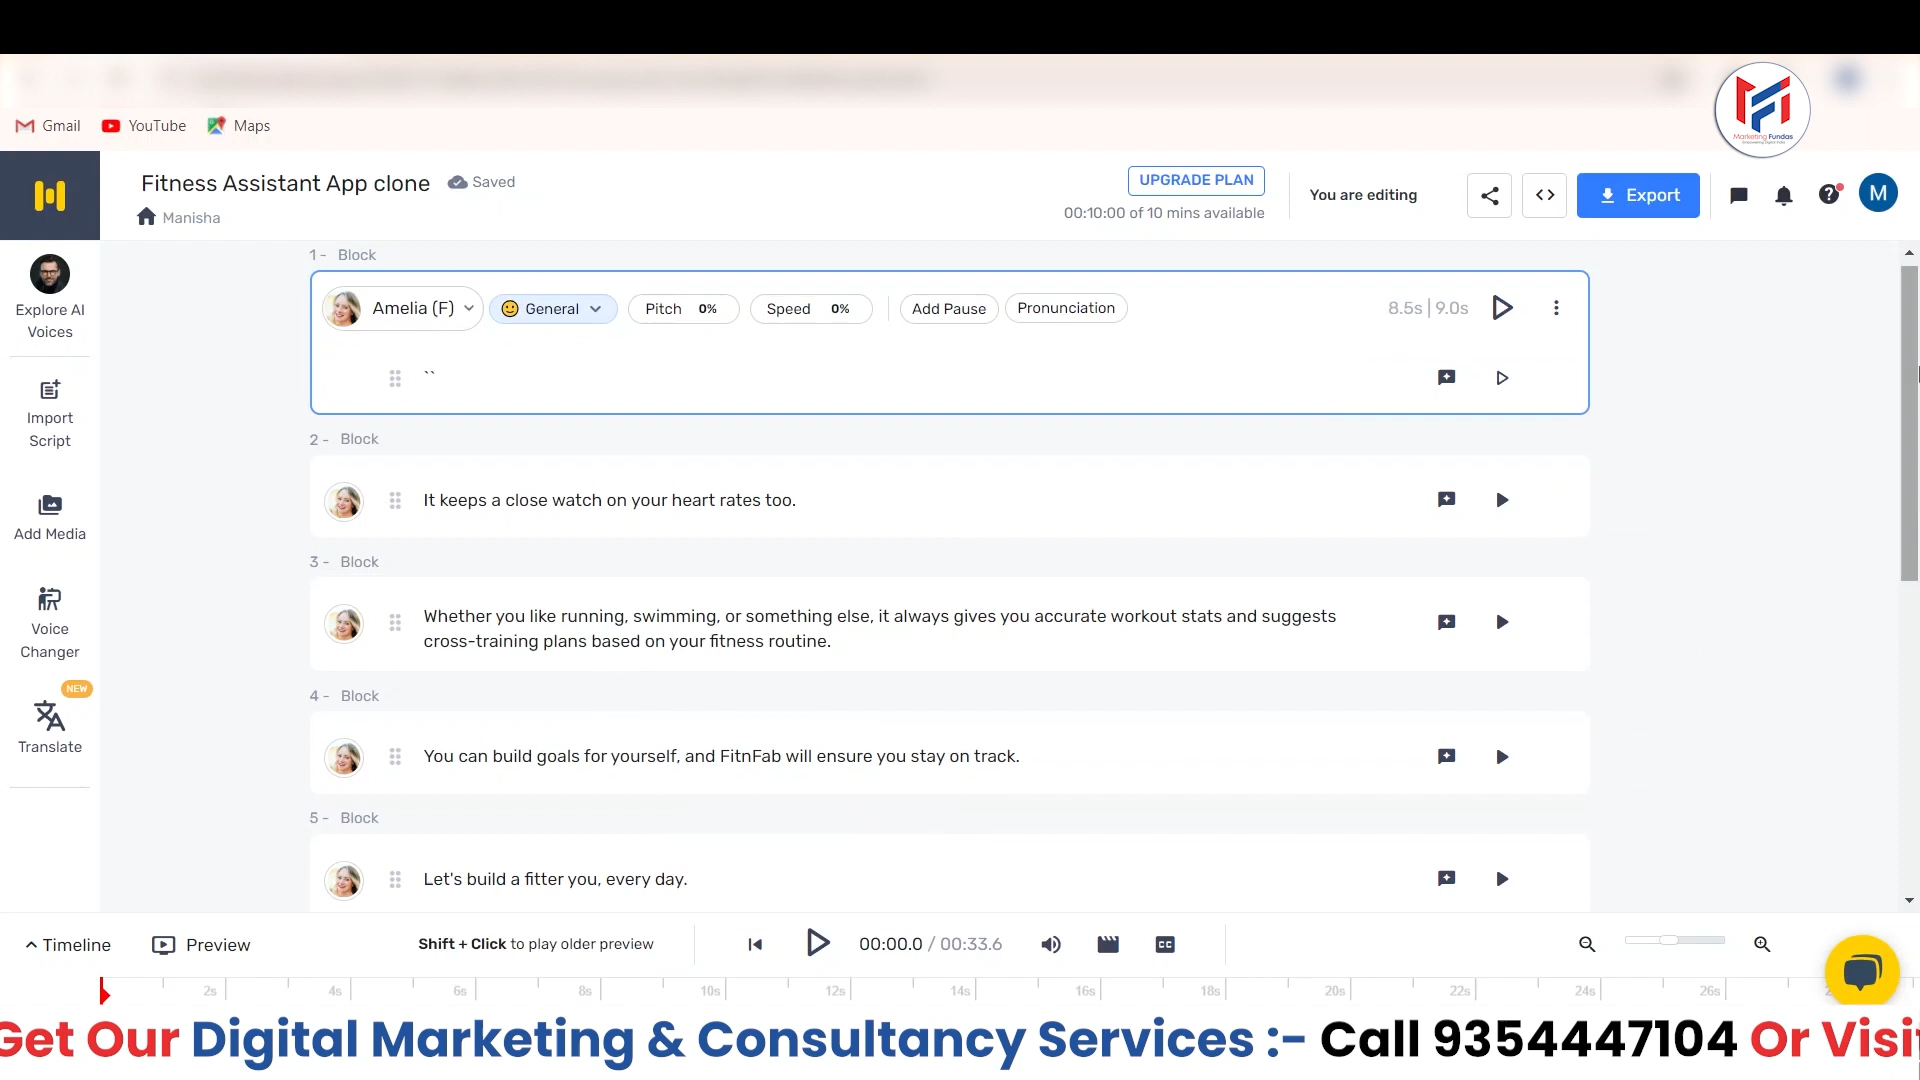 Gmail
YouTube
Maps
Marketing Fundas
Fitness Assistant App clone
Saved
Manisha
UPGRADE PLAN
00:10:00 of 10 mins available
You are editing
Export
M
Explore AI
Voices
Import
Script
Add Media
Voice
Changer
NEW
Translate
1 - Block
Amelia (F)
General
Pitch 0%
Speed 0%
Add Pause
Pronunciation
8.5s | 9.0s
``
2 - Block
It keeps a close watch on your heart rates too.
3 - Block
Whether you like running, swimming, or something else, it always gives you accurate workout stats and suggests
cross-training plans based on your fitness routine.
4 - Block
You can build goals for yourself, and FitnFab will ensure you stay on track.
5 - Block
Let's build a fitter you, every day.
Timeline
Preview
Shift + Click to play older preview
00:00.0 / 00:33.6
CC
2s 4s 6s 8s 10s 12s 14s 16s 18s 20s 22s 24s 26s
Get Our Digital Marketing & Consultancy Services :- Call 9354447104 Or Visi